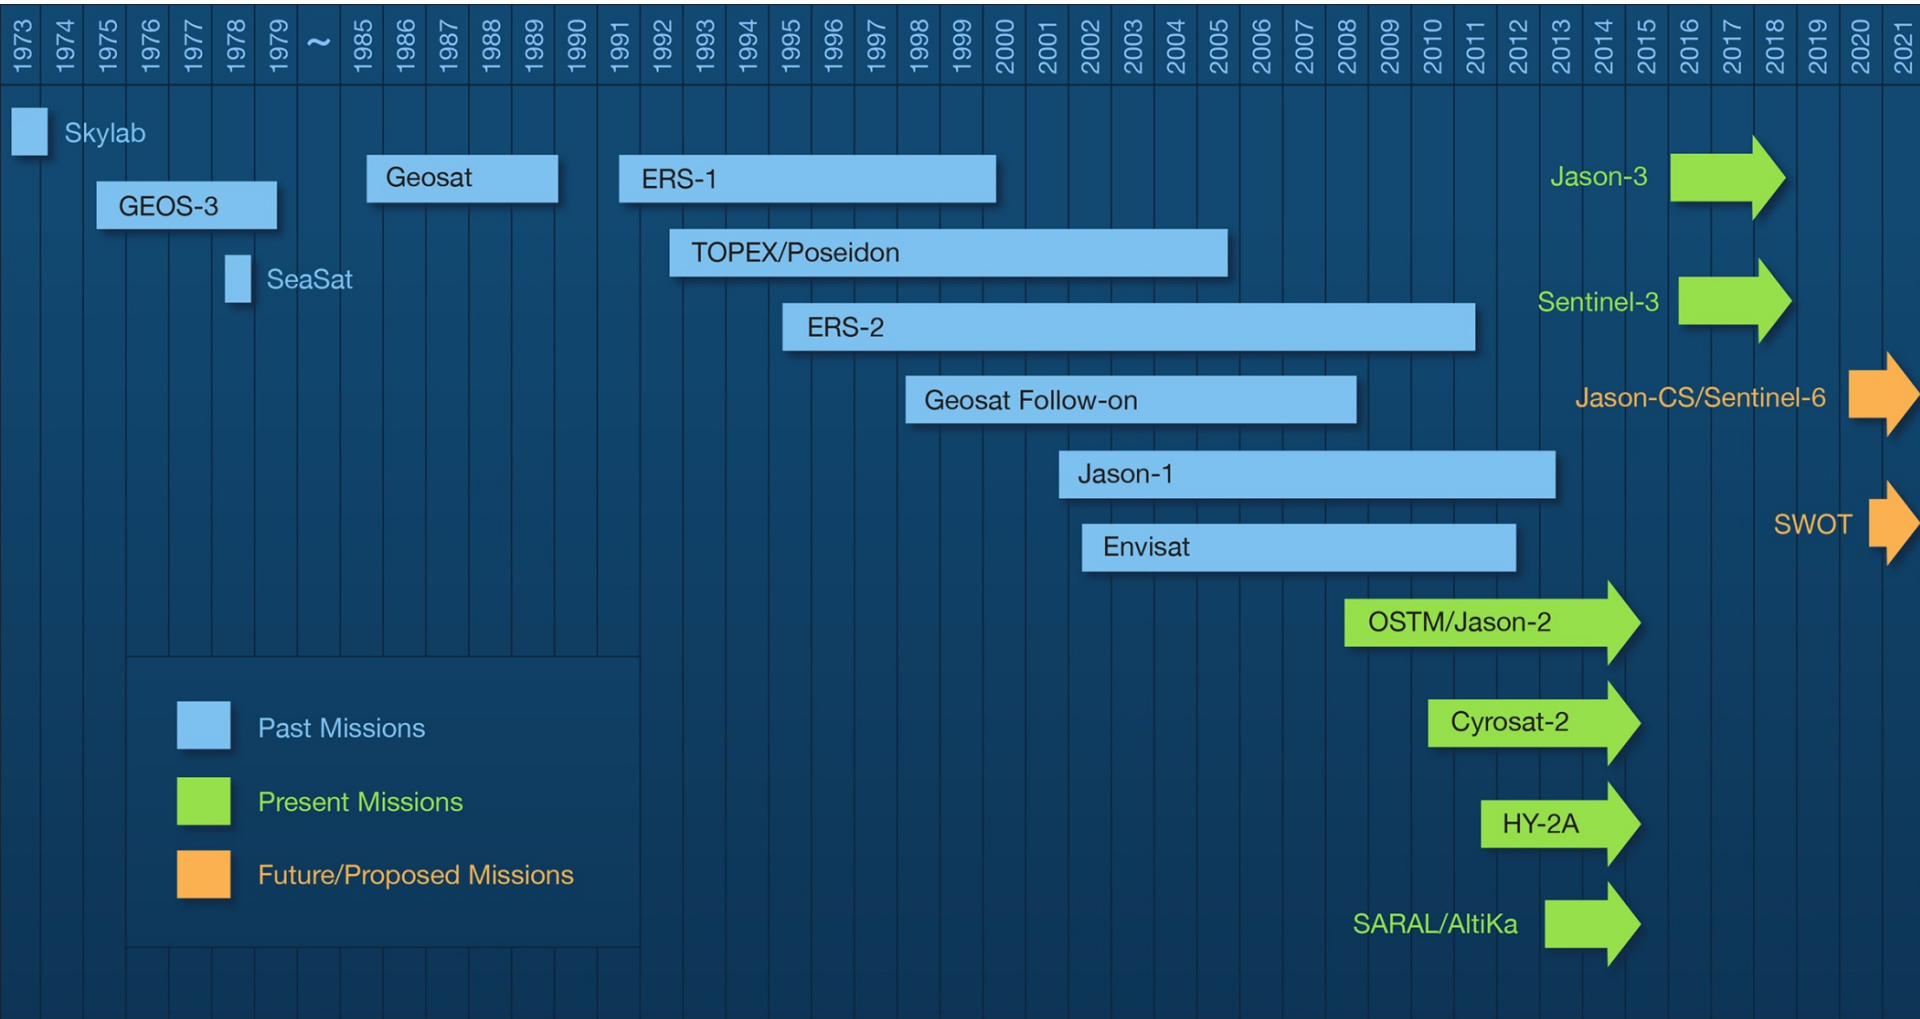 1973 1974 1975 1976 1977 1978 1979 ~ 1985 1986 1987 1988 1989 1990 1991 1992 1993 1994 1995 1996 1997 1998 1999 2000 2001 2002 2003 2004 2005 2006 2007 2008 2009 2010 2011 2012 2013 2014 2015 2016 2017 2018 2019 2020 2021
Skylab
Geosat
ERS-1
Jason-3
GEOS-3
TOPEX/Poseidon
SeaSat
Sentinel-3
ERS-2
Geosat Follow-on
Jason-CS/Sentinel-6
Jason-1
SWOT
Envisat
OSTM/Jason-2
Cyrosat-2
HY-2A
SARAL/AltiKa
Past Missions
Present Missions
Future/Proposed Missions